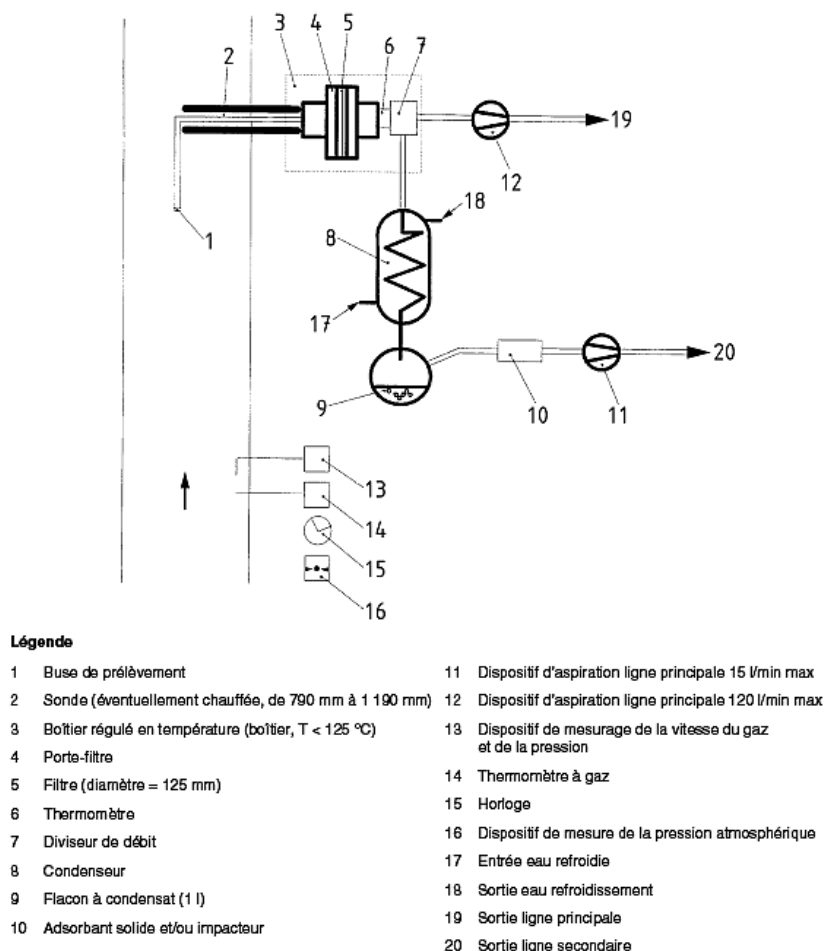 3 4 5 6 7
2
19
12
18
1
8
17
20
9
10 11
13
14
15
16
Légende
1 Buse de prélèvement
2 Sonde (éventuellement chauffée, de 790 mm à 1 190 mm)
3 Boîtier régulé en température (boîtier, T < 125 °C)
4 Porte-filtre
5 Filtre (diamètre = 125 mm)
6 Thermomètre
7 Diviseur de débit
8 Condenseur
9 Flacon à condensat (1 l)
10 Adsorbant solide et/ou impacteur
11 Dispositif d'aspiration ligne principale 15 l/min max
12 Dispositif d'aspiration ligne principale 120 l/min max
13 Dispositif de mesurage de la vitesse du gaz
et de la pression
14 Thermomètre à gaz
15 Horloge
16 Dispositif de mesure de la pression atmosphérique
17 Entrée eau refroidie
18 Sortie eau refroidissement
19 Sortie ligne principale
20 Sortie ligne secondaire